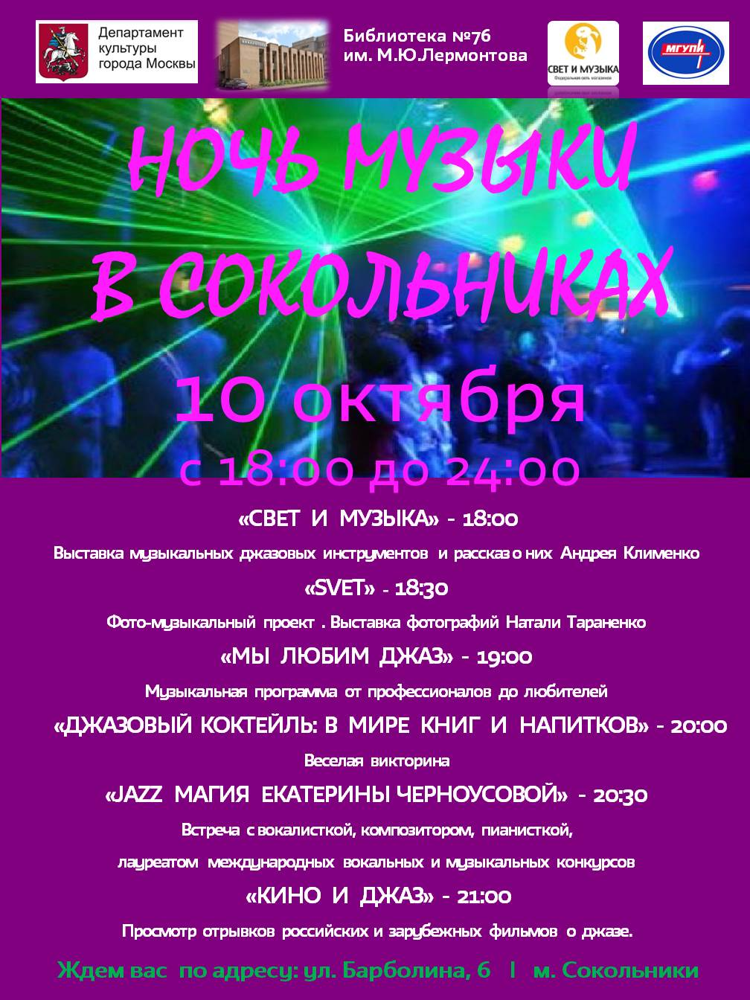 Департамент
культуры
города Москвы
Библиотека №76
им. М.Ю.Лермонтова
СВЕТ И МУЗЫКА
Федеральная сеть магазинов
МГУПИ
НОЧЬ МУЗЫКИ
В СОКОЛЬНИКАХ
10 октября
с 18:00 до 24:00
«СВЕТ И МУЗЫКА» - 18:00
Выставка музыкальных джазовых инструментов и рассказ о них Андрея Клименко
«SVET» - 18:30
Фото-музыкальный проект . Выставка фотографий Натали Тараненко
«МЫ ЛЮБИМ ДЖАЗ» - 19:00
Музыкальная программа от профессионалов до любителей
«ДЖАЗОВЫЙ КОКТЕЙЛЬ: В МИРЕ КНИГ И НАПИТКОВ» - 20:00
Веселая викторина
«JAZZ МАГИЯ ЕКАТЕРИНЫ ЧЕРНОУСОВОЙ» - 20:30
Встреча с вокалисткой, композитором, пианисткой,
лауреатом международных вокальных и музыкальных конкурсов
«КИНО И ДЖАЗ» - 21:00
Просмотр отрывков российских и зарубежных фильмов о джазе.
Ждем вас по адресу: ул. Барболина, 6 | м. Сокольники